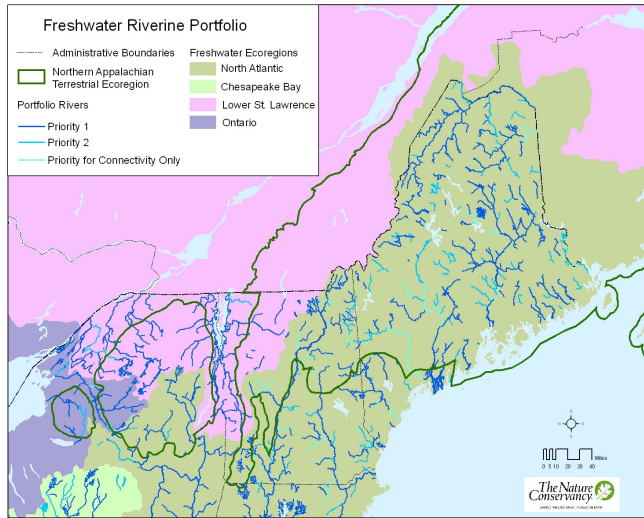 Freshwater Riverine Portfolio
Administrative Boundaries
Northern Appalachian
Terrestrial Ecoregion
Portfolio Rivers
Priority 1
Priority 2
Priority for Connectivity Only
Freshwater Ecoregions
North Atlantic
Chesapeake Bay
Lower St. Lawrence
Ontario
Miles
0 5 10 20 30 40
The Nature
Conservancy